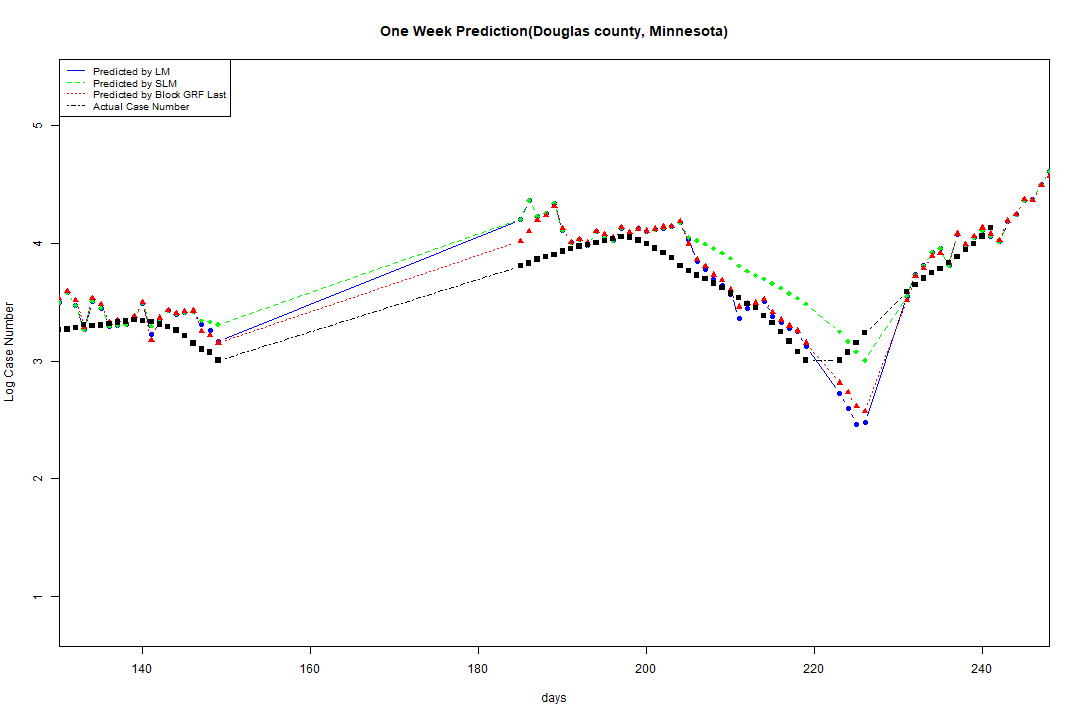 One Week Prediction(Douglas county, Minnesota)
Predicted by LM
Predicted by SLM
Predicted by Block GRF Last
Actual Case Number
5
4
3
2
1
Log Case Number
140 160 180 200 220 240
days